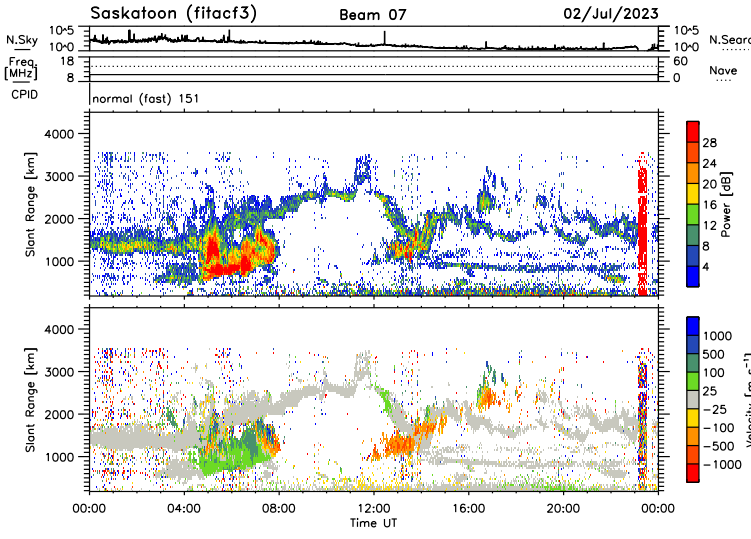 Saskatoon (fitacf3) Beam 07 02/Jul/2023
N.Sky 10^5 10^0 10^5 10^0 N.Searc
Freq. [MHz] 18 8 60 0 Nave
CPID normal (fast) 151
Slant Range [km] 4000 3000 2000 1000
Power [dB] 28 24 20 16 12 8 4
Slant Range [km] 4000 3000 2000 1000
Velocity [m s^-1] 1000 500 100 25 -25 -100 -500 -1000
00:00 04:00 08:00 12:00 16:00 20:00 00:00
Time UT